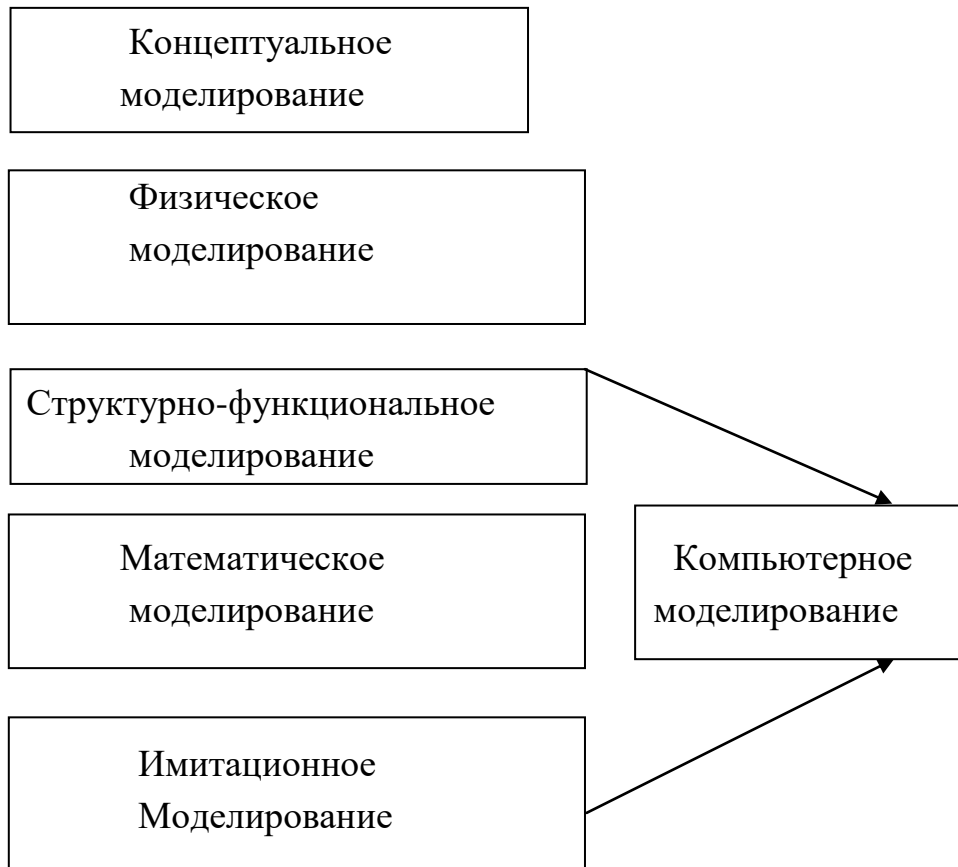 Концептуальное
моделирование
Физическое
моделирование
Структурно-функциональное
моделирование
Математическое
моделирование
Компьютерное
моделирование
Имитационное
Моделирование